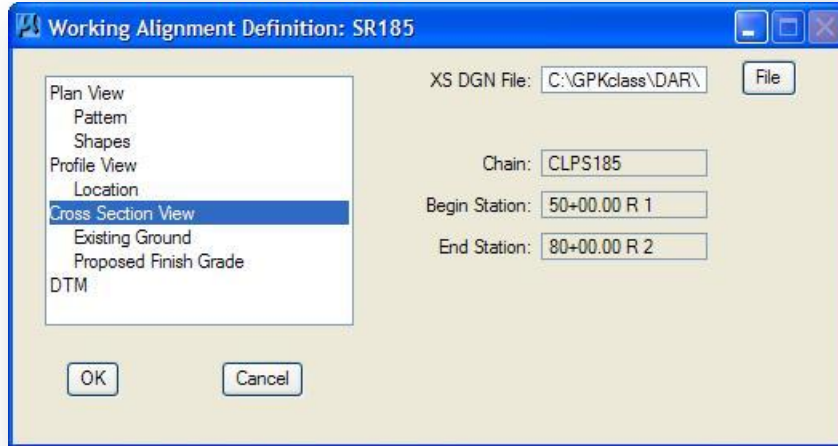 Working Alignment Definition: SR185
Plan View
Pattern
Shapes
Profile View
Location
Cross Section View
Existing Ground
Proposed Finish Grade
DTM
XS DGN File: C:\GPKclass\DAR\ File
Chain: CLPS185
Begin Station: 50+00.00 R 1
End Station: 80+00.00 R 2
OK Cancel